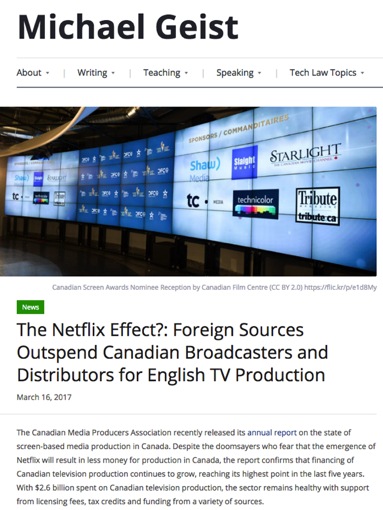 Michael Geist
About
Writing
Teaching
Speaking
Tech Law Topics
SPONSORS / COMMANDITAIRES
Shaw)
Media
Slaight
MUSIC
STARLIGHT
tc • MEDIA
technicolor
Tribute
tribute.ca
Canadian Screen Awards Nominee Reception by Canadian Film Centre (CC BY 2.0) https://flic.kr/p/e1d8My
News
The Netflix Effect?: Foreign Sources
Outspend Canadian Broadcasters and
Distributors for English TV Production
March 16, 2017
The Canadian Media Producers Association recently released its annual report on the state of
screen-based media production in Canada. Despite the doomsayers who fear that the emergence of
Netflix will result in less money for production in Canada, the report confirms that financing of
Canadian television production continues to grow, reaching its highest point in the last five years.
With $2.6 billion spent on Canadian television production, the sector remains healthy with support
from licensing fees, tax credits and funding from a variety of sources.